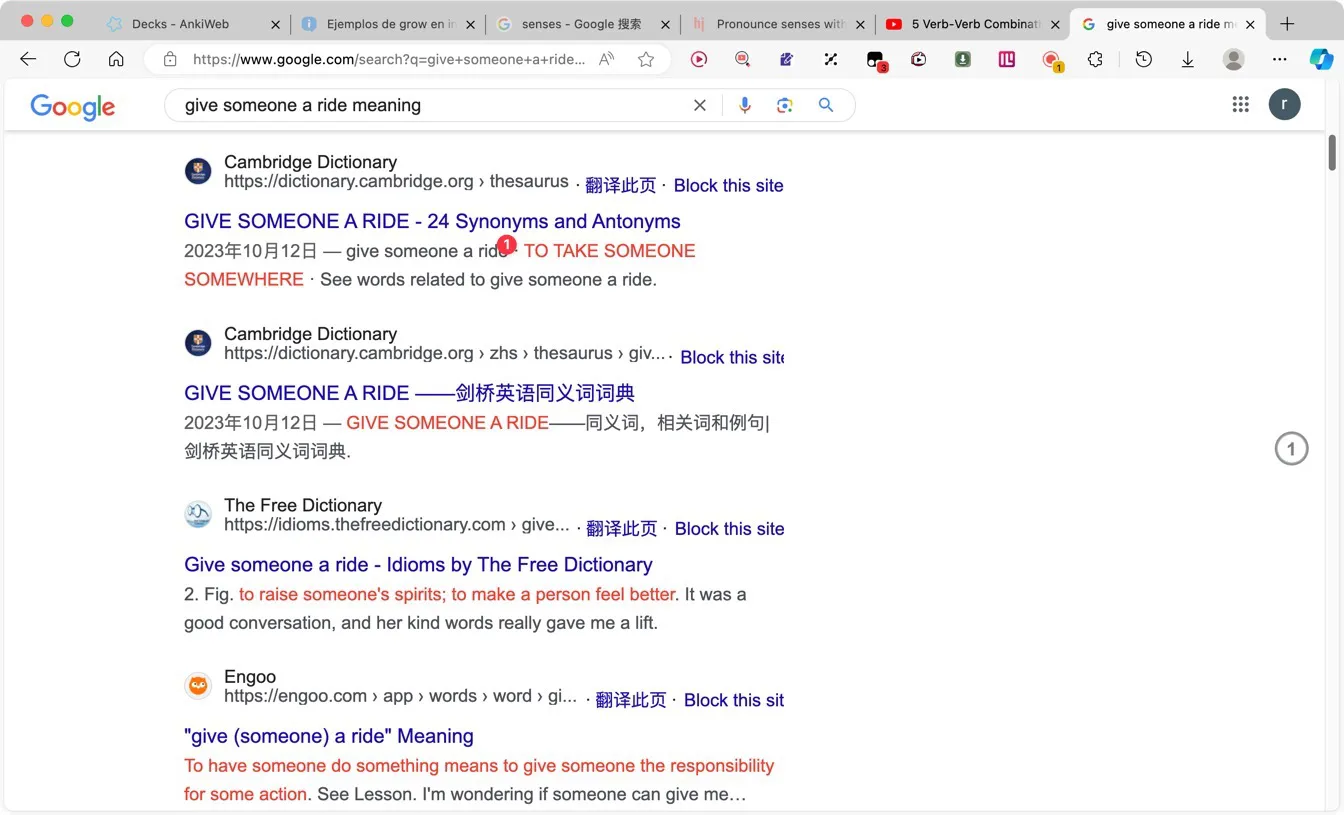 Decks - AnkiWeb
Ejemplos de grow en in
senses - Google 搜索
Pronounce senses with
5 Verb-Verb Combinati
give someone a ride me
https://www.google.com/search?q=give+someone+a+ride...
3
1
Google
give someone a ride meaning
r
Cambridge Dictionary
https://dictionary.cambridge.org › thesaurus · 翻译此页 · Block this site
GIVE SOMEONE A RIDE - 24 Synonyms and Antonyms
2023年10月12日 — give someone a ride · TO TAKE SOMEONE
1
SOMEWHERE · See words related to give someone a ride.
Cambridge Dictionary
https://dictionary.cambridge.org › zhs › thesaurus › giv... · Block this site
GIVE SOMEONE A RIDE ——剑桥英语同义词词典
2023年10月12日 — GIVE SOMEONE A RIDE——同义词，相关词和例句|
剑桥英语同义词词典.
1
The Free Dictionary
https://idioms.thefreedictionary.com › give... · 翻译此页 · Block this site
Give someone a ride - Idioms by The Free Dictionary
2. Fig. to raise someone's spirits; to make a person feel better. It was a
good conversation, and her kind words really gave me a lift.
Engoo
https://engoo.com › app › words › word › gi... · 翻译此页 · Block this sit
"give (someone) a ride" Meaning
To have someone do something means to give someone the responsibility
for some action. See Lesson. I'm wondering if someone can give me…